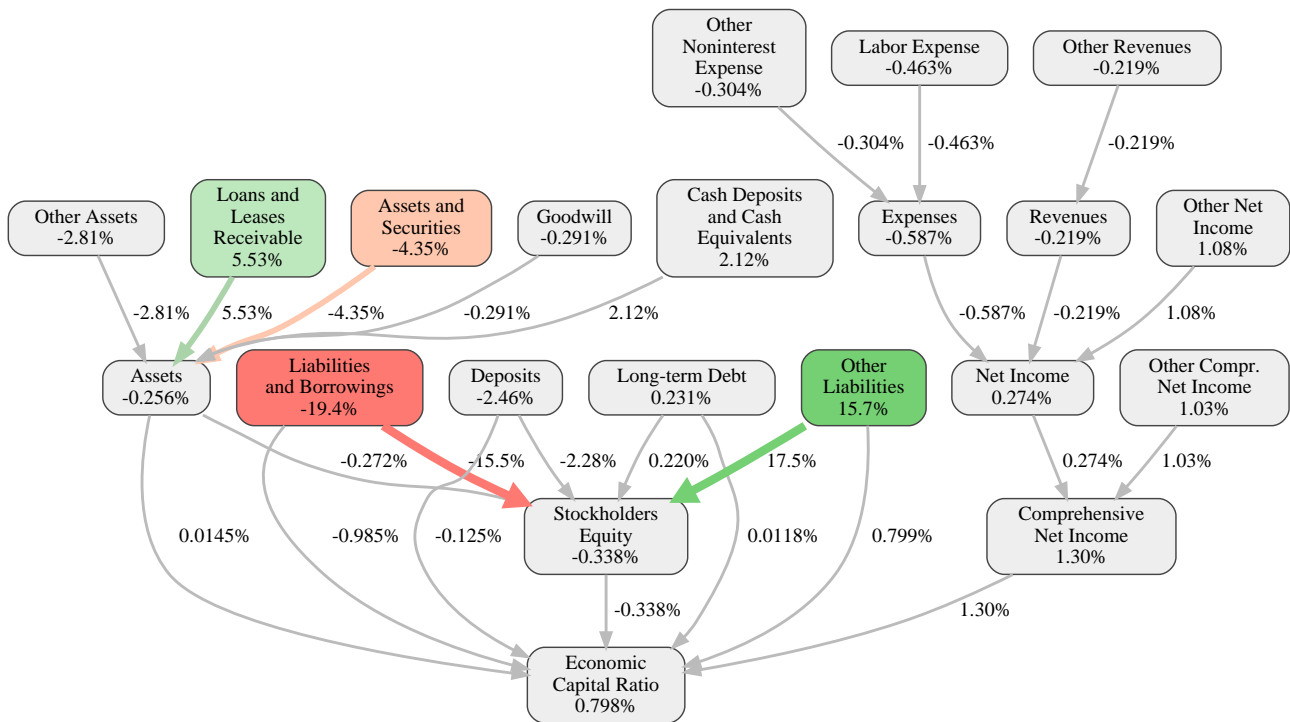 Other
Noninterest
Expense
-0.304%
Labor Expense
-0.463%
Other Revenues
-0.219%
-0.304%
-0.463%
-0.219%
Other Assets
-2.81%
Loans and
Leases
Receivable
5.53%
Assets and
Securities
-4.35%
Goodwill
-0.291%
Cash Deposits
and Cash
Equivalents
2.12%
Expenses
-0.587%
Revenues
-0.219%
Other Net
Income
1.08%
-2.81%
5.53%
-4.35%
-0.291%
2.12%
-0.587%
-0.219%
1.08%
Assets
-0.256%
Liabilities
and Borrowings
-19.4%
Deposits
-2.46%
Long-term Debt
0.231%
Other
Liabilities
15.7%
Net Income
0.274%
Other Compr.
Net Income
1.03%
-0.272%
-15.5%
-2.28%
0.220%
17.5%
0.274%
1.03%
0.0145%
-0.985%
-0.125%
Stockholders
Equity
-0.338%
0.0118%
0.799%
Comprehensive
Net Income
1.30%
-0.338%
1.30%
Economic
Capital Ratio
0.798%